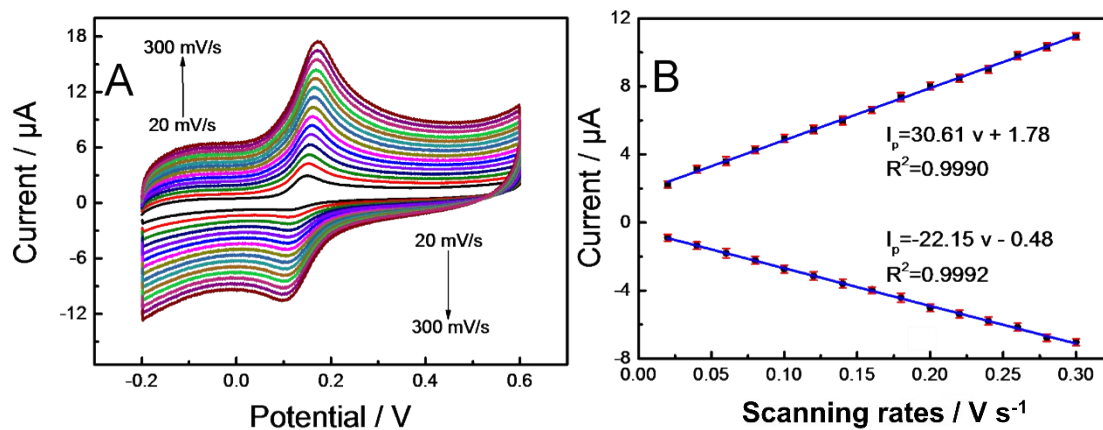 A
300 mV/s
20 mV/s
20 mV/s
300 mV/s
18
12
6
0
-6
-12
-0.2
0.0
0.2
0.4
0.6
Current / µA
Potential / V
B
I_p=30.61 v + 1.78
R²=0.9990
I_p=-22.15 v - 0.48
R²=0.9992
12
8
4
0
-4
-8
0.00
0.05
0.10
0.15
0.20
0.25
0.30
Current / µA
Scanning rates / V s⁻¹